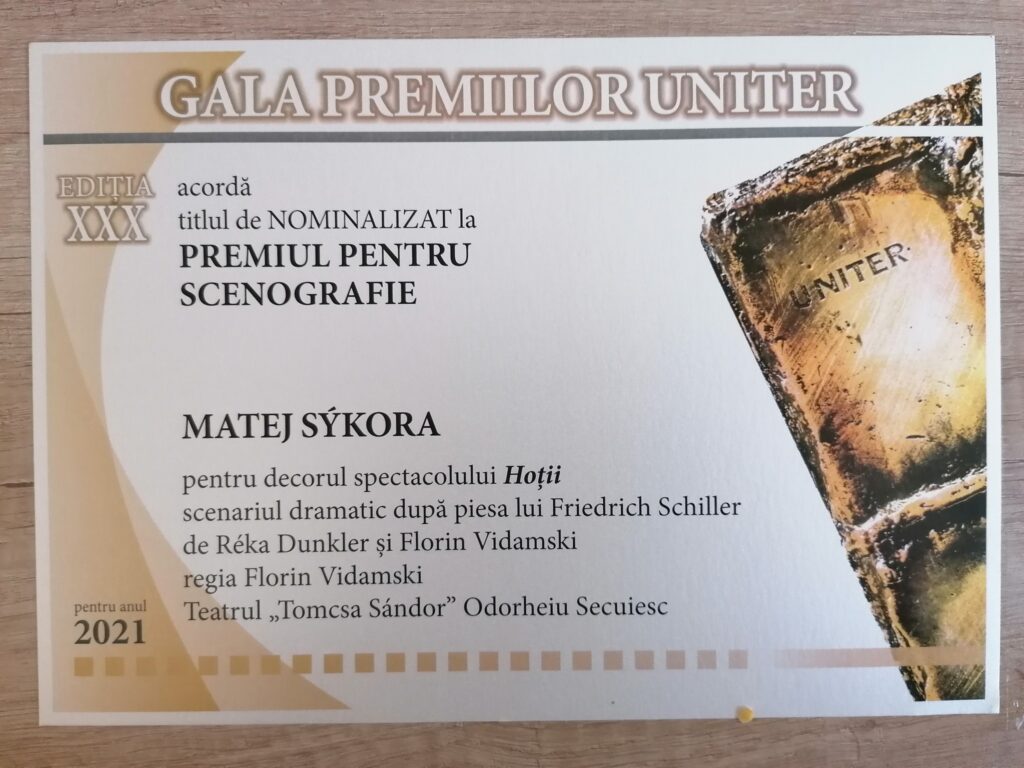 GALA PREMIILOR UNITER
EDIȚIA
XXX
acordă
titlul de NOMINALIZAT la
PREMIUL PENTRU
SCENOGRAFIE
UNITER
MATEJ SÝKORA
pentru decorul spectacolului Hoții
scenariul dramatic după piesa lui Friedrich Schiller
de Réka Dunkler și Florin Vidamski
regia Florin Vidamski
Teatrul „Tomcsa Sándor” Odorheiu Secuiesc
pentru anul
2021